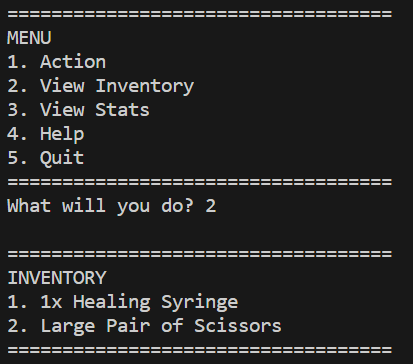 ===================================
MENU
1. Action
2. View Inventory
3. View Stats
4. Help
5. Quit
===================================
What will you do? 2

===================================
INVENTORY
1. 1x Healing Syringe
2. Large Pair of Scissors
===================================